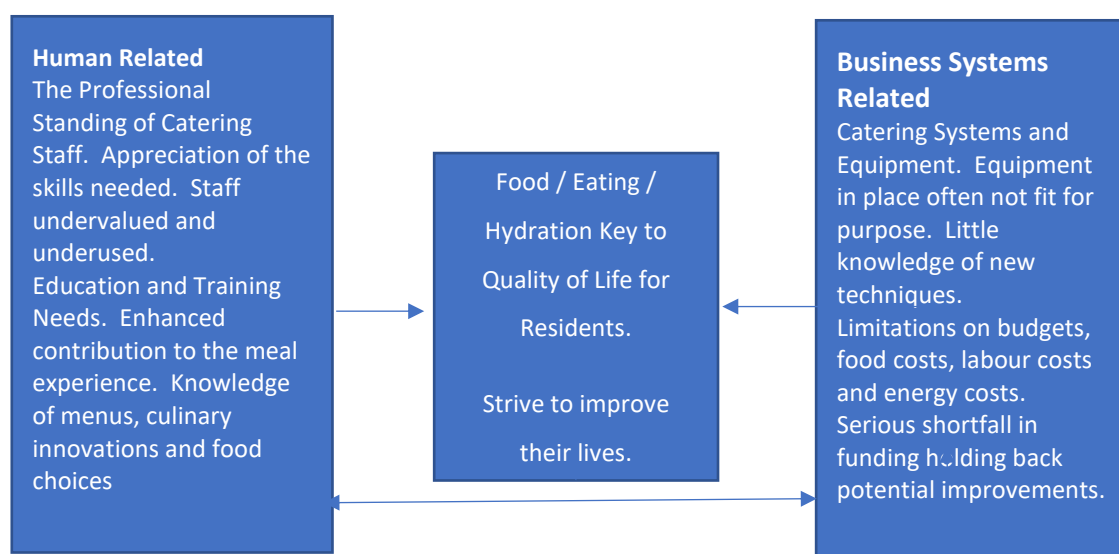 Human Related
The Professional
Standing of Catering
Staff.  Appreciation of the
skills needed.  Staff
undervalued and
underused.
Education and Training
Needs.  Enhanced
contribution to the meal
experience.  Knowledge
of menus, culinary
innovations and food
choices
Food / Eating /
Hydration Key to
Quality of Life for
Residents.
Strive to improve
their lives.
Business Systems
Related
Catering Systems and
Equipment.  Equipment
in place often not fit for
purpose.  Little
knowledge of new
techniques.
Limitations on budgets,
food costs, labour costs
and energy costs.
Serious shortfall in
funding holding back
potential improvements.